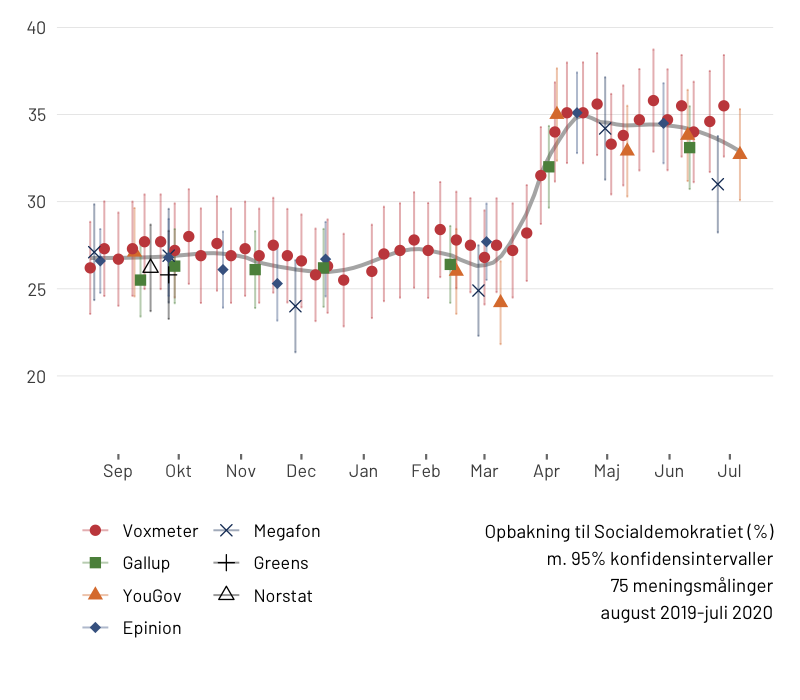 40
35
30
25
20
Sep Okt Nov Dec Jan Feb Mar Apr Maj Jun Jul
Voxmeter Megafon
Gallup Greens
YouGov Norstat
Epinion
Opbakning til Socialdemokratiet (%)
m. 95% konfidensintervaller
75 meningsmålinger
august 2019-juli 2020